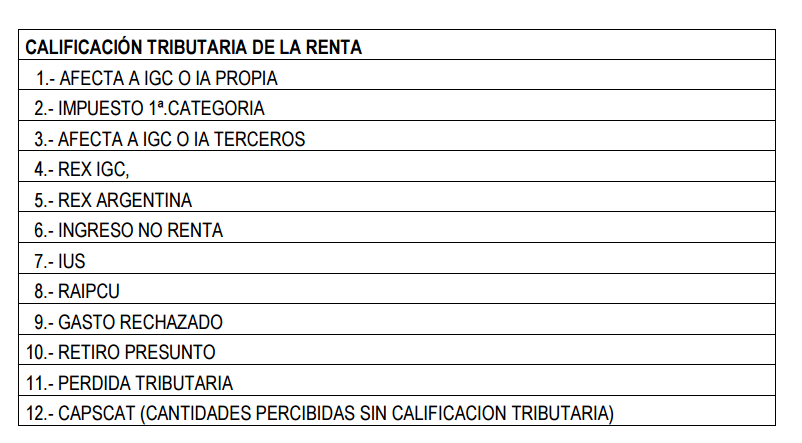 CALIFICACIÓN TRIBUTARIA DE LA RENTA
1.- AFECTA A IGC O IA PROPIA
2.- IMPUESTO 1ª.CATEGORIA
3.- AFECTA A IGC O IA TERCEROS
4.- REX IGC,
5.- REX ARGENTINA
6.- INGRESO NO RENTA
7.- IUS
8.- RAIPCU
9.- GASTO RECHAZADO
10.- RETIRO PRESUNTO
11.- PERDIDA TRIBUTARIA
12.- CAPSCAT (CANTIDADES PERCIBIDAS SIN CALIFICACION TRIBUTARIA)